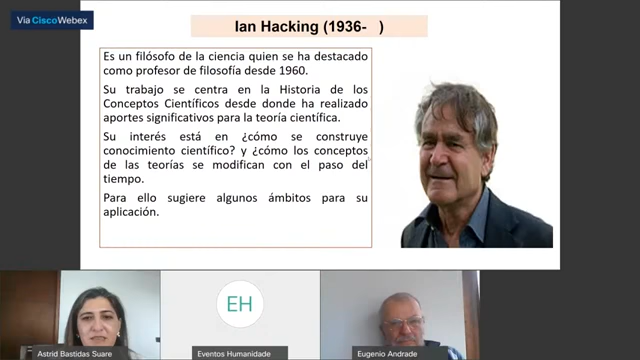 Via Cisco Webex
Ian Hacking (1936- )
Es un filósofo de la ciencia quien se ha destacado
como profesor de filosofía desde 1960.
Su trabajo se centra en la Historia de los
Conceptos Científicos desde donde ha realizado
aportes significativos para la teoría científica.
Su interés está en ¿cómo se construye
conocimiento científico? y ¿cómo los conceptos
de las teorías se modifican con el paso del
tiempo.
Para ello sugiere algunos ámbitos para su
aplicación.
EH
Astrid Bastidas Suare
Eventos Humanidade
Eugenio Andrade